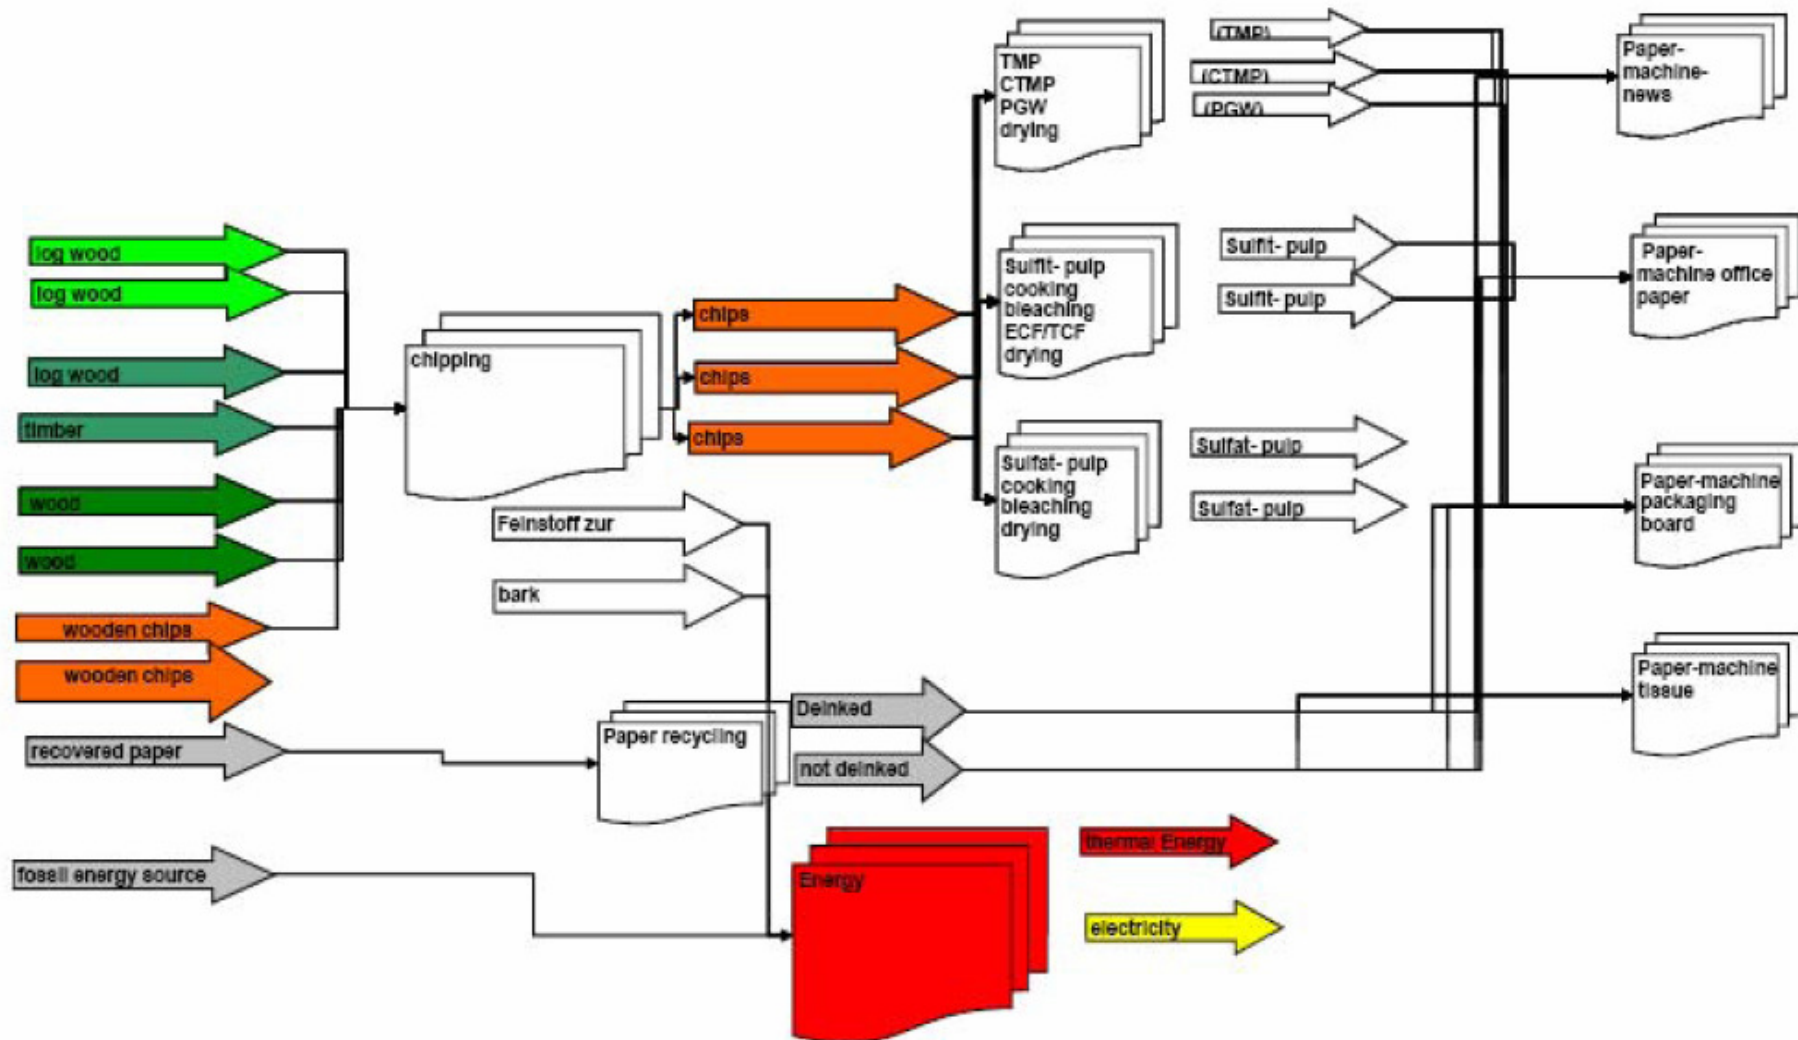 log wood
log wood
log wood
timber
wood
wood
wooden chips
wooden chips
recovered paper
fossil energy source
chipping
Feinstoff zur
bark
Paper recycling
chips
chips
chips
Deinked
not deinked
Energy
thermal Energy
electricity
TMP
CTMP
PGW
drying
Sulfit- pulp
cooking
bleaching
ECF/TCF
drying
Sulfat- pulp
cooking
bleaching
drying
(TMP)
(CTMP)
(PGW)
Sulfit- pulp
Sulfit- pulp
Sulfat- pulp
Sulfat- pulp
Paper-
machine-
news
Paper-
machine office
paper
Paper-machine
packaging
board
Paper-machine
tissue